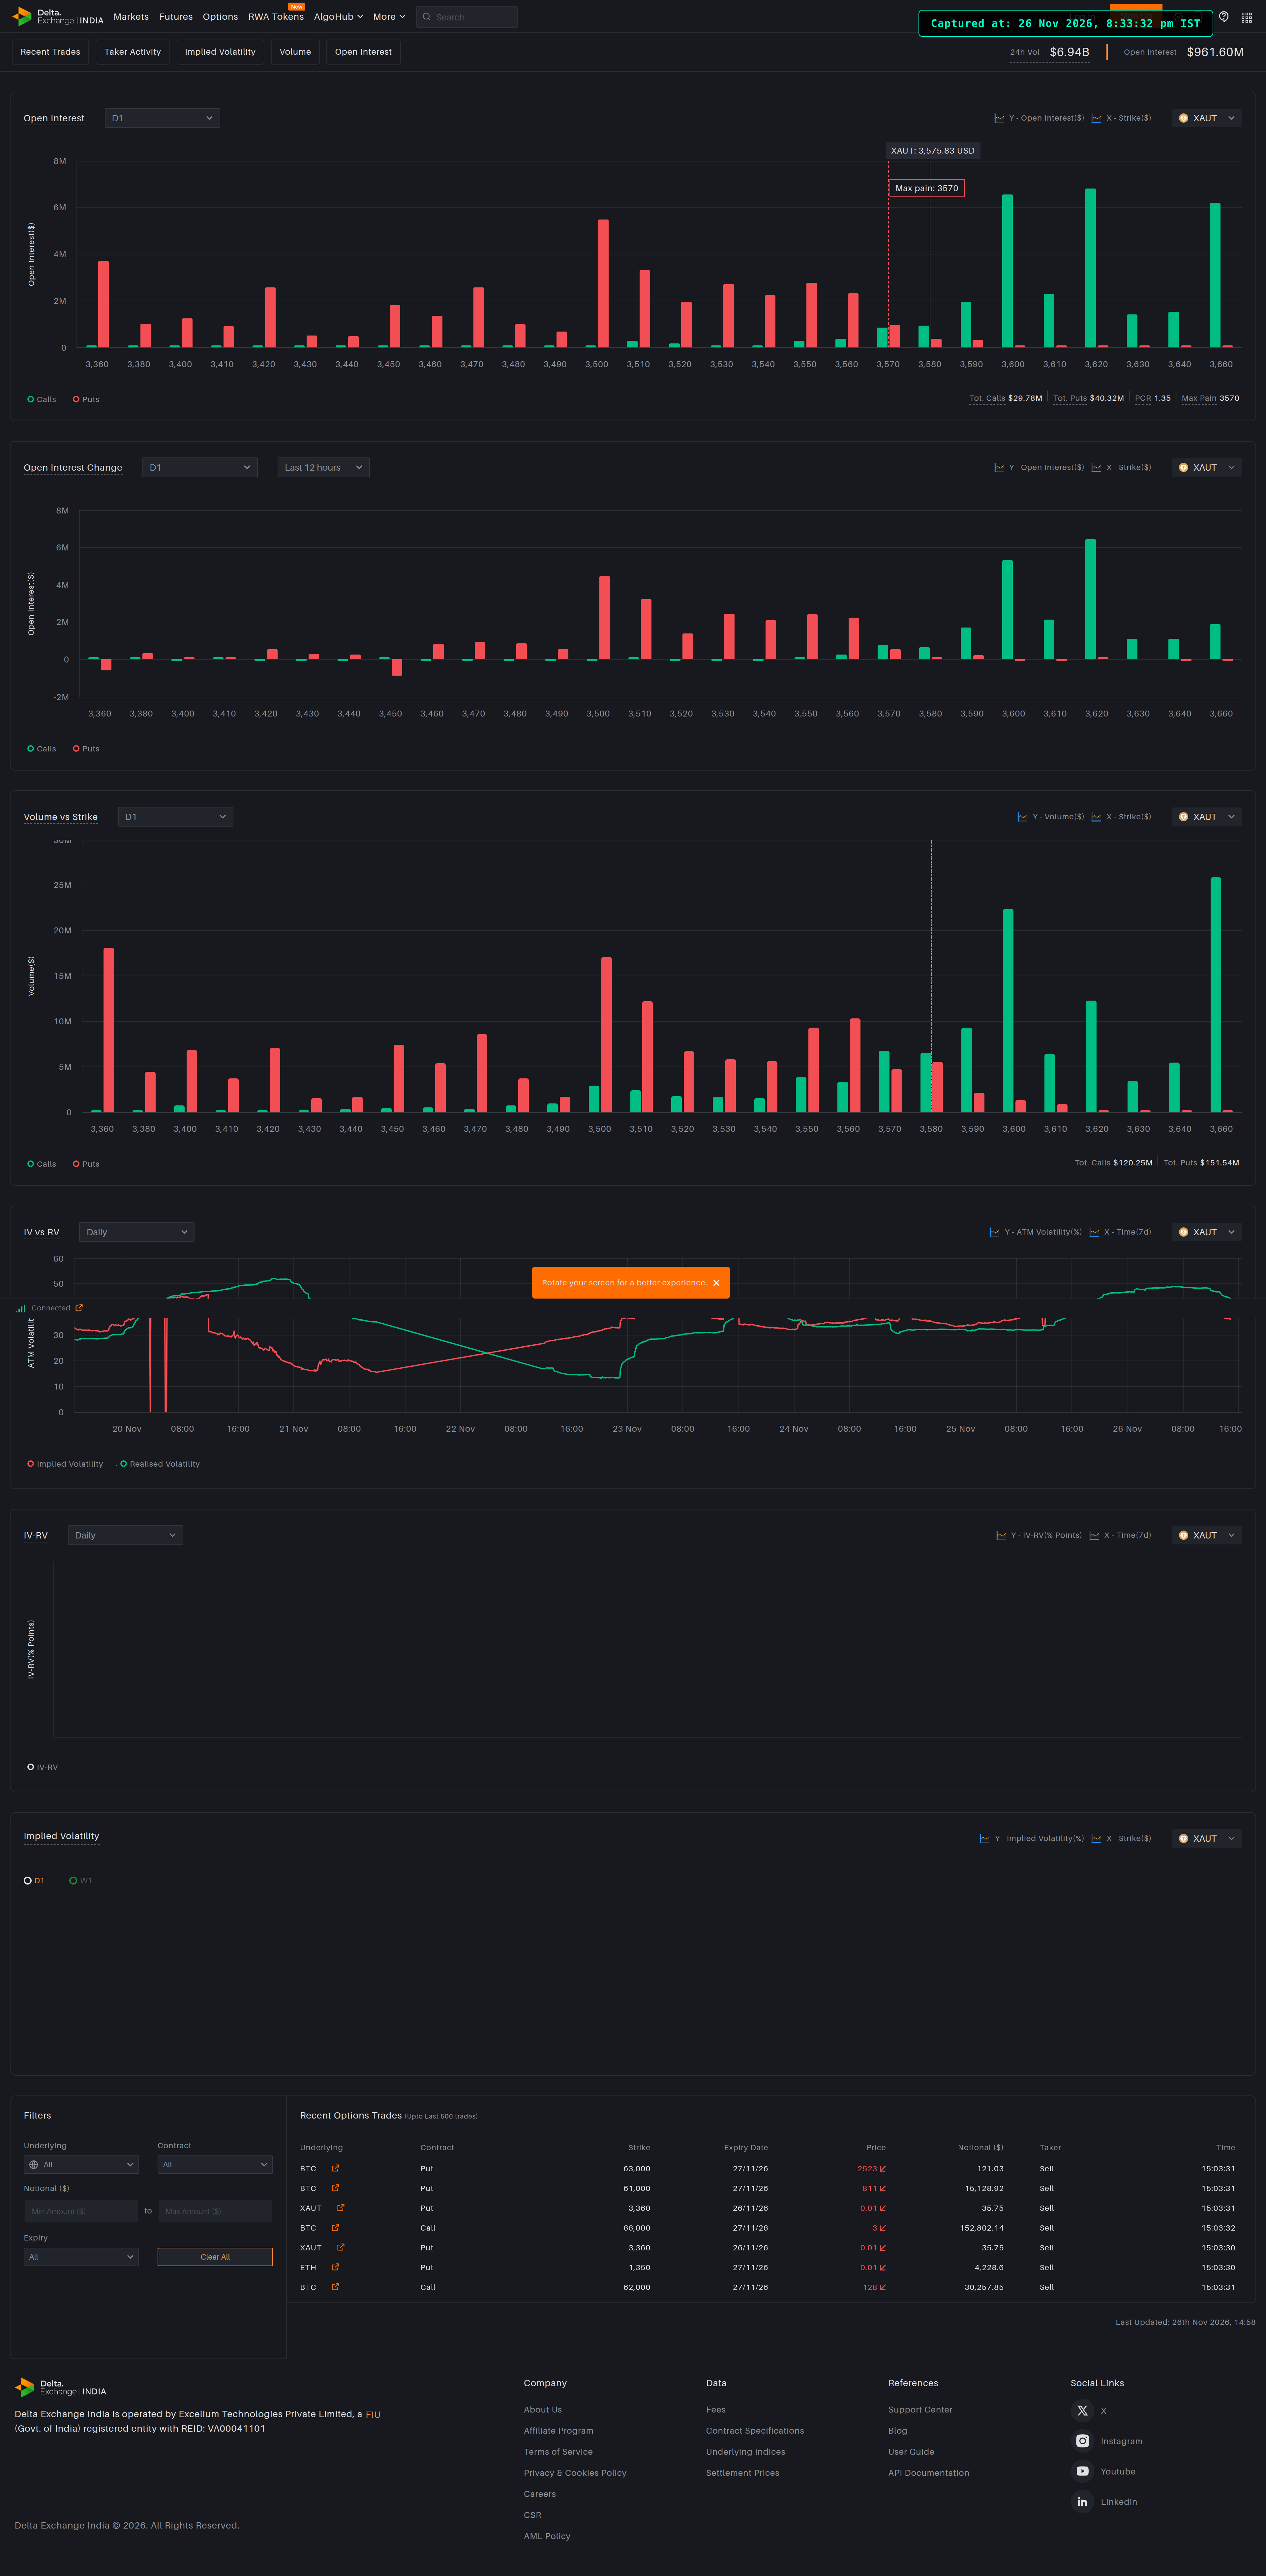 Delta.
Exchange | INDIA
Markets Futures Options RWA Tokens New AlgoHub More Search
Captured at: 26 Nov 2026, 8:33:32 pm IST
Recent Trades Taker Activity Implied Volatility Volume Open Interest
24h Vol $6.94B Open Interest $961.60M
Open Interest D1 Y - Open Interest($) X - Strike($) XAUT
XAUT: 3,575.83 USD
Max pain: 3570
Open Interest($)
8M
6M
4M
2M
0
3,360 3,380 3,400 3,410 3,420 3,430 3,440 3,450 3,460 3,470 3,480 3,490 3,500 3,510 3,520 3,530 3,540 3,550 3,560 3,570 3,580 3,590 3,600 3,610 3,620 3,630 3,640 3,660
Calls Puts
Tot. Calls $29.78M Tot. Puts $40.32M PCR 1.35 Max Pain 3570
Open Interest Change D1 Last 12 hours Y - Open Interest($) X - Strike($) XAUT
Open Interest($)
8M
6M
4M
2M
0
-2M
3,360 3,380 3,400 3,410 3,420 3,430 3,440 3,450 3,460 3,470 3,480 3,490 3,500 3,510 3,520 3,530 3,540 3,550 3,560 3,570 3,580 3,590 3,600 3,610 3,620 3,630 3,640 3,660
Calls Puts
Volume vs Strike D1 Y - Volume($) X - Strike($) XAUT
Volume($)
30M
25M
20M
15M
10M
5M
0
3,360 3,380 3,400 3,410 3,420 3,430 3,440 3,450 3,460 3,470 3,480 3,490 3,500 3,510 3,520 3,530 3,540 3,550 3,560 3,570 3,580 3,590 3,600 3,610 3,620 3,630 3,640 3,660
Calls Puts
Tot. Calls $120.25M Tot. Puts $151.54M
IV vs RV Daily Y - ATM Volatility(%) X - Time(7d) XAUT
60
50
Rotate your screen for a better experience.
Connected
ATM Volatilit
30
20
10
0
20 Nov 08:00 16:00 21 Nov 08:00 16:00 22 Nov 08:00 16:00 23 Nov 08:00 16:00 24 Nov 08:00 16:00 25 Nov 08:00 16:00 26 Nov 08:00 16:00
Implied Volatility Realised Volatility
IV-RV Daily Y - IV-RV(% Points) X - Time(7d) XAUT
IV-RV(% Points)
IV-RV
Implied Volatility Y - Implied Volatility(%) X - Strike($) XAUT
D1 W1
Filters
Underlying Contract
All All
Notional ($)
Min Amount ($) to Max Amount ($)
Expiry
All Clear All
Recent Options Trades (Upto Last 500 trades)
Underlying Contract Strike Expiry Date Price Notional ($) Taker Time
BTC Put 63,000 27/11/26 2523 121.03 Sell 15:03:31
BTC Put 61,000 27/11/26 811 15,128.92 Sell 15:03:31
XAUT Put 3,360 26/11/26 0.01 35.75 Sell 15:03:31
BTC Call 66,000 27/11/26 3 152,802.14 Sell 15:03:32
XAUT Put 3,360 26/11/26 0.01 35.75 Sell 15:03:30
ETH Put 1,350 27/11/26 0.01 4,228.6 Sell 15:03:30
BTC Call 62,000 27/11/26 128 30,257.85 Sell 15:03:31
Last Updated: 26th Nov 2026, 14:58
Delta.
Exchange | INDIA
Delta Exchange India is operated by Excelium Technologies Private Limited, a FIU
(Govt. of India) registered entity with REID: VA00041101
Delta Exchange India © 2026. All Rights Reserved.
Company
About Us
Affiliate Program
Terms of Service
Privacy & Cookies Policy
Careers
CSR
AML Policy
Data
Fees
Contract Specifications
Underlying Indices
Settlement Prices
References
Support Center
Blog
User Guide
API Documentation
Social Links
X
Instagram
Youtube
Linkedin